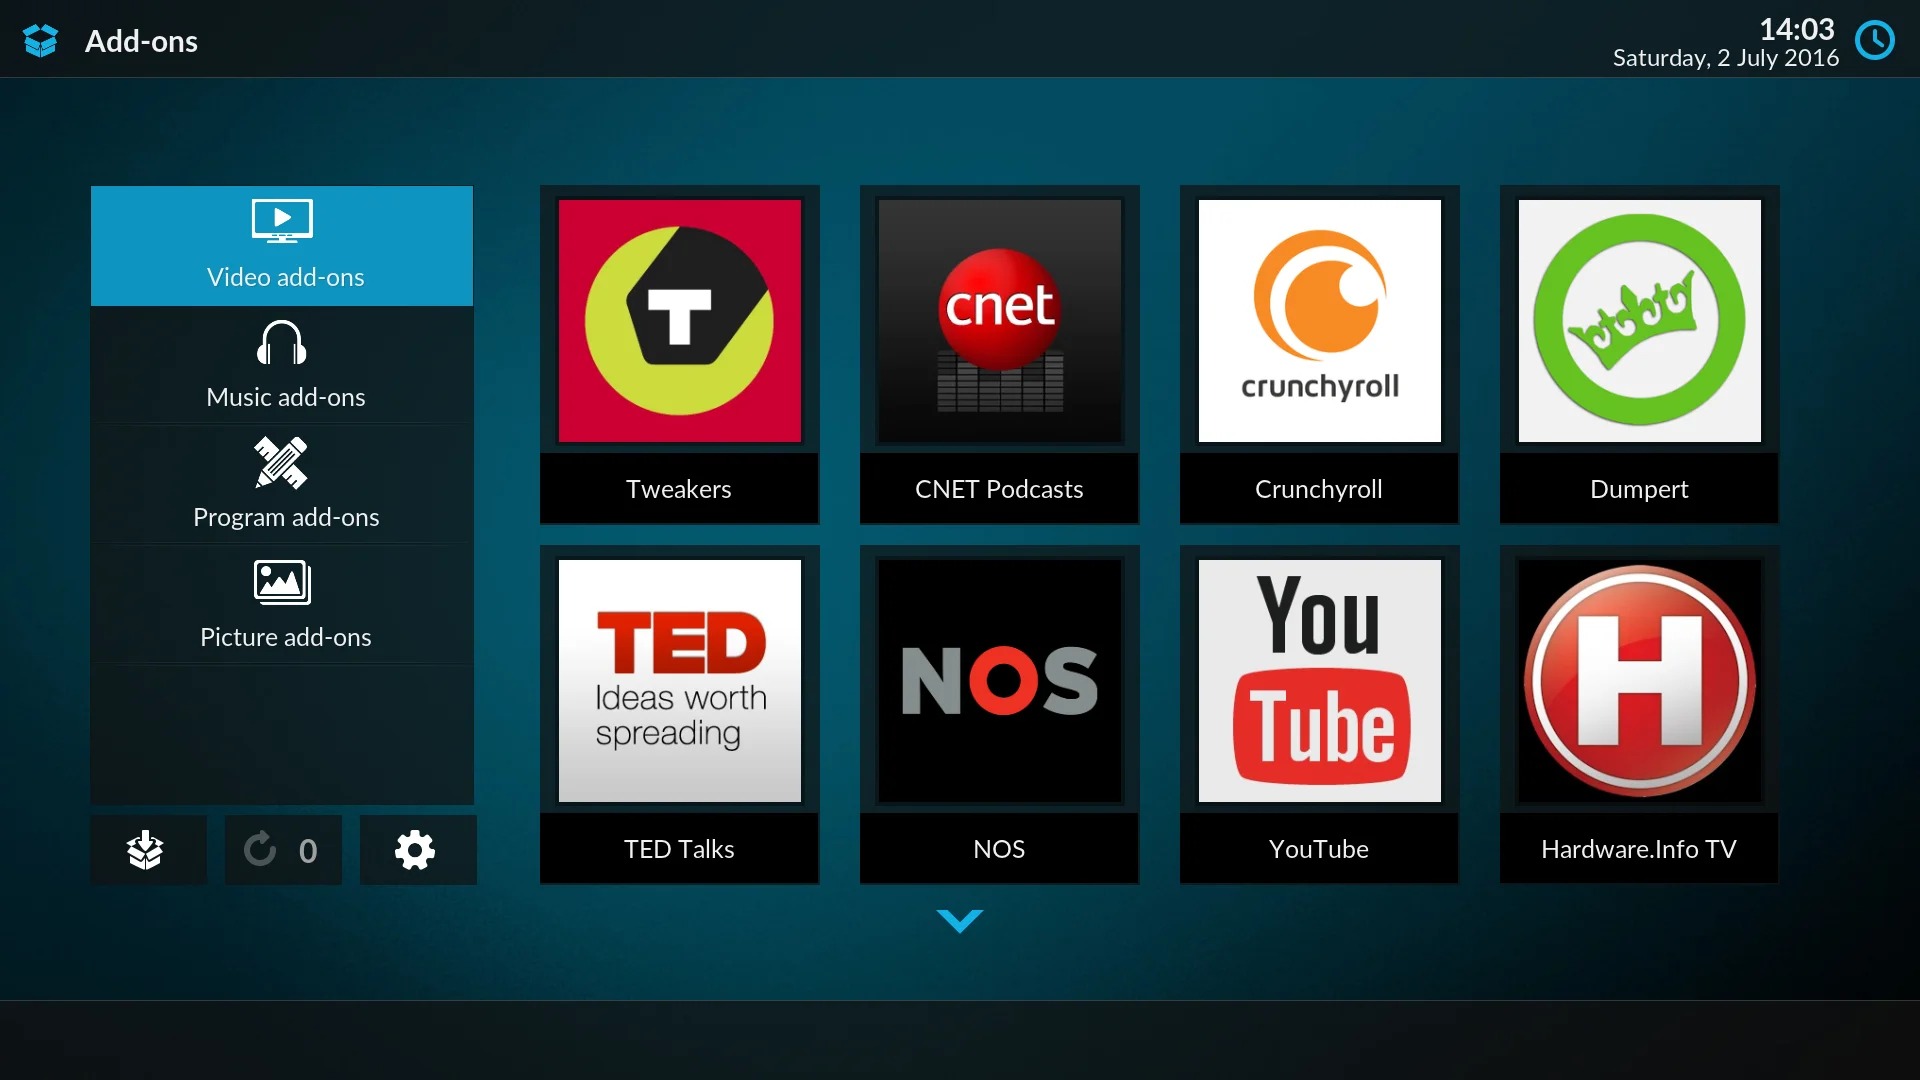 Add-ons
14:03
Saturday, 2 July 2016
Video add-ons
Music add-ons
Program add-ons
Picture add-ons
0
T
Tweakers
cnet
CNET Podcasts
crunchyroll
Crunchyroll
Dumpert
TED
Ideas worth
spreading
TED Talks
NOS
NOS
You
Tube
YouTube
H
Hardware.Info TV